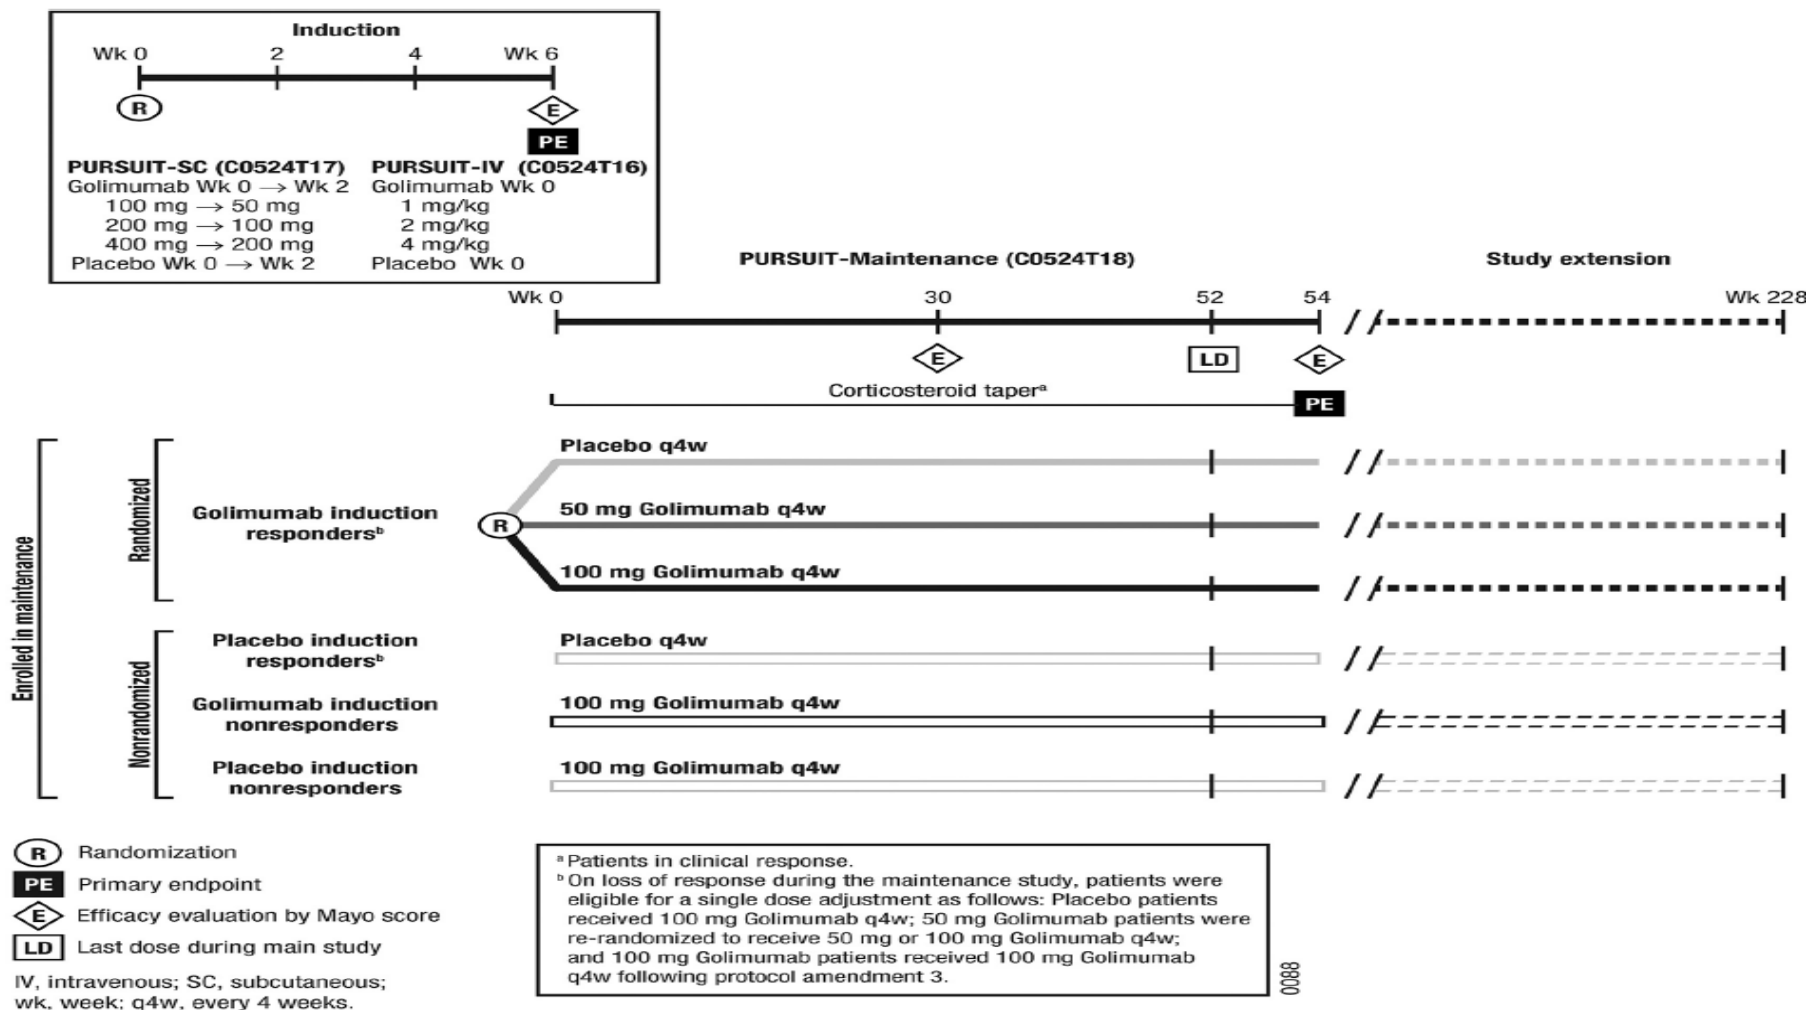 Induction
Wk 0 2 4 Wk 6
R E
PE
PURSUIT-SC (C0524T17) PURSUIT-IV (C0524T16)
Golimumab Wk 0 → Wk 2 Golimumab Wk 0
100 mg → 50 mg 1 mg/kg
200 mg → 100 mg 2 mg/kg
400 mg → 200 mg 4 mg/kg
Placebo Wk 0 → Wk 2 Placebo Wk 0
PURSUIT-Maintenance (C0524T18) Study extension
Wk 0 30 52 54 Wk 228
E LD E
Corticosteroid taperᵃ
PE
Enrolled in maintenance
Randomized
Golimumab induction
respondersᵇ
R
Placebo q4w
50 mg Golimumab q4w
100 mg Golimumab q4w
Nonrandomized
Placebo induction
respondersᵇ
Placebo q4w
Golimumab induction
nonresponders
100 mg Golimumab q4w
Placebo induction
nonresponders
100 mg Golimumab q4w
R Randomization
PE Primary endpoint
E Efficacy evaluation by Mayo score
LD Last dose during main study
IV, intravenous; SC, subcutaneous;
wk, week; q4w, every 4 weeks.
ᵃ Patients in clinical response.
ᵇ On loss of response during the maintenance study, patients were
eligible for a single dose adjustment as follows: Placebo patients
received 100 mg Golimumab q4w; 50 mg Golimumab patients were
re-randomized to receive 50 mg or 100 mg Golimumab q4w;
and 100 mg Golimumab patients received 100 mg Golimumab
q4w following protocol amendment 3.
0088